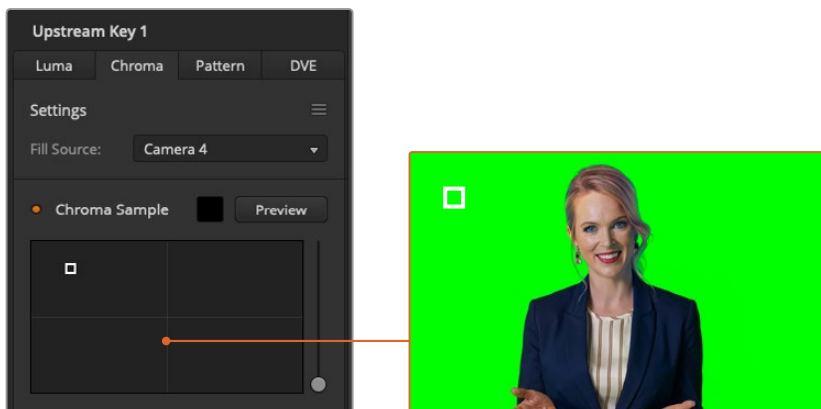 Upstream Key 1
Luma Chroma Pattern DVE
Settings
Fill Source: Camera 4
Chroma Sample Preview